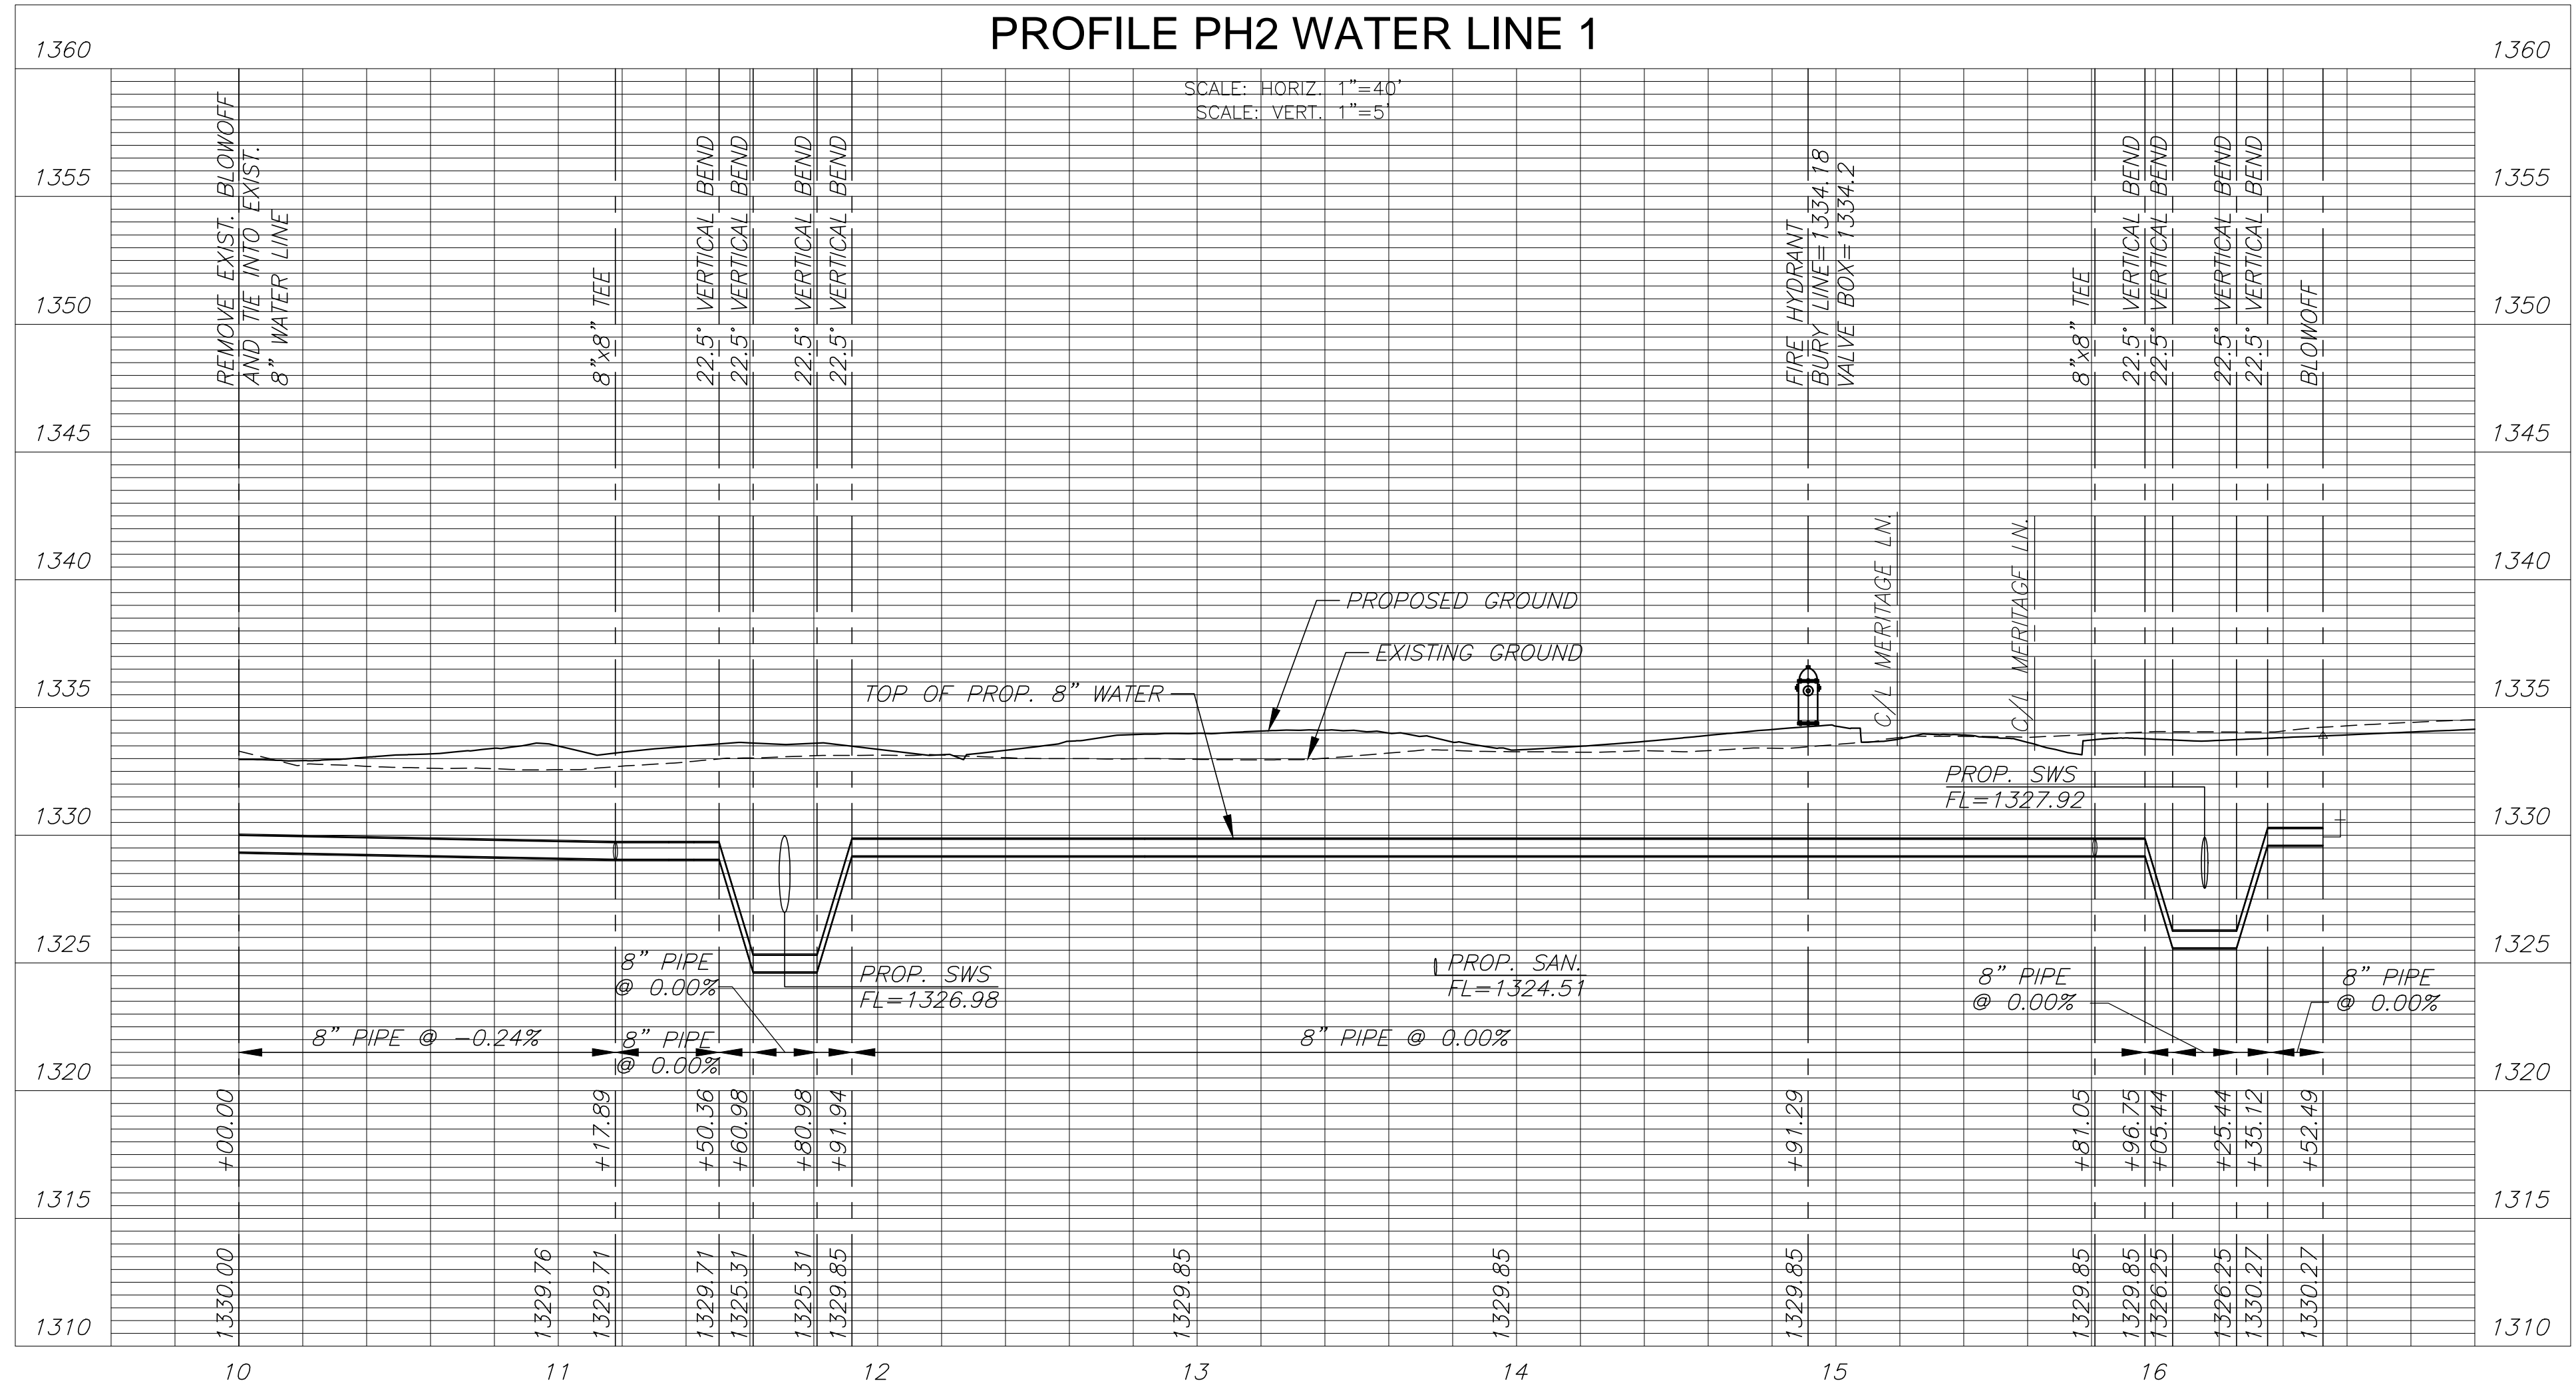 PROFILE PH2 WATER LINE 1
SCALE: HORIZ. 1"=40'
SCALE: VERT. 1"=5'
1360
1360
1355
1355
1350
1350
1345
1345
1340
1340
1335
1335
1330
1330
1325
1325
1320
1320
1315
1315
1310
1310
REMOVE EXIST. BLOWOFF
AND TIE INTO EXIST.
8" WATER LINE
8"x8" TEE
22.5° VERTICAL BEND
22.5° VERTICAL BEND
22.5° VERTICAL BEND
22.5° VERTICAL BEND
FIRE HYDRANT
BURY LINE=1334.18
VALVE BOX=1334.2
8"x8" TEE
22.5° VERTICAL BEND
22.5° VERTICAL BEND
22.5° VERTICAL BEND
22.5° VERTICAL BEND
BLOWOFF
C/L MERITAGE LN.
C/L MERITAGE LN.
PROPOSED GROUND
EXISTING GROUND
TOP OF PROP. 8" WATER
PROP. SWS
FL=1327.92
8" PIPE
@ 0.00%
PROP. SWS
FL=1326.98
PROP. SAN.
FL=1324.51
8" PIPE
@ 0.00%
8" PIPE
@ 0.00%
8" PIPE @ -0.24%
8" PIPE
@ 0.00%
8" PIPE @ 0.00%
+00.00
+17.89
+50.36
+60.98
+80.98
+91.94
+91.29
+81.05
+96.75
+05.44
+25.44
+35.12
+52.49
1330.00
1329.76
1329.71
1329.71
1325.31
1325.31
1329.85
1329.85
1329.85
1329.85
1329.85
1329.85
1326.25
1326.25
1330.27
1330.27
10
11
12
13
14
15
16